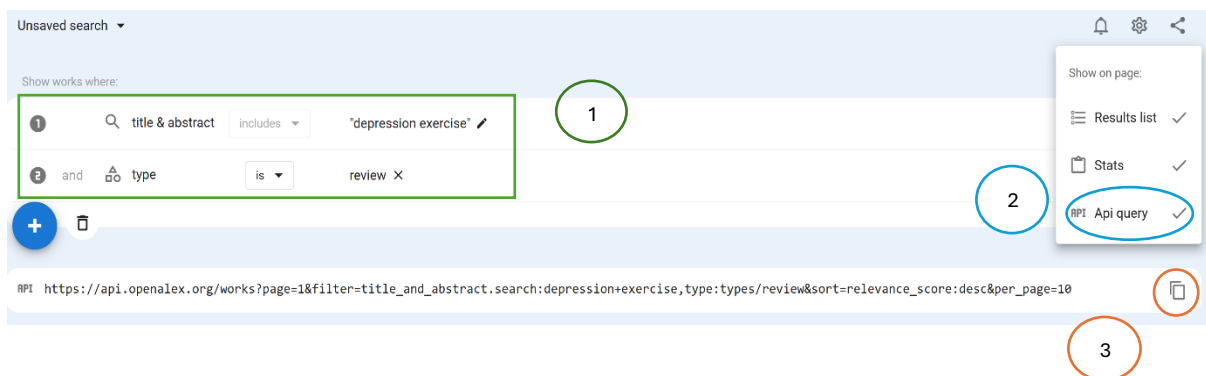 Unsaved search
Show works where:
1 title & abstract includes "depression exercise"
2 and type is review
+
API https://api.openalex.org/works?page=1&filter=title_and_abstract.search:depression+exercise,type:types/review&sort=relevance_score:desc&per_page=10
Show on page:
Results list
Stats
API Api query
1
2
3